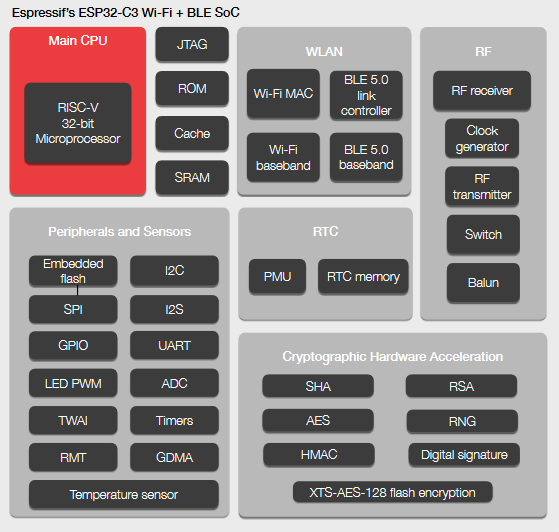 Espressif's ESP32-C3 Wi-Fi + BLE SoC
Main CPU
RISC-V
32-bit
Microprocessor
JTAG
ROM
Cache
SRAM
WLAN
Wi-Fi MAC
BLE 5.0
link
controller
Wi-Fi
baseband
BLE 5.0
baseband
RF
RF receiver
Clock
generator
RF
transmitter
Switch
Balun
Peripherals and Sensors
Embedded
flash
I2C
SPI
I2S
GPIO
UART
LED PWM
ADC
TWAI
Timers
RMT
GDMA
Temperature sensor
RTC
PMU
RTC memory
Cryptographic Hardware Acceleration
SHA
RSA
AES
RNG
HMAC
Digital signature
XTS-AES-128 flash encryption